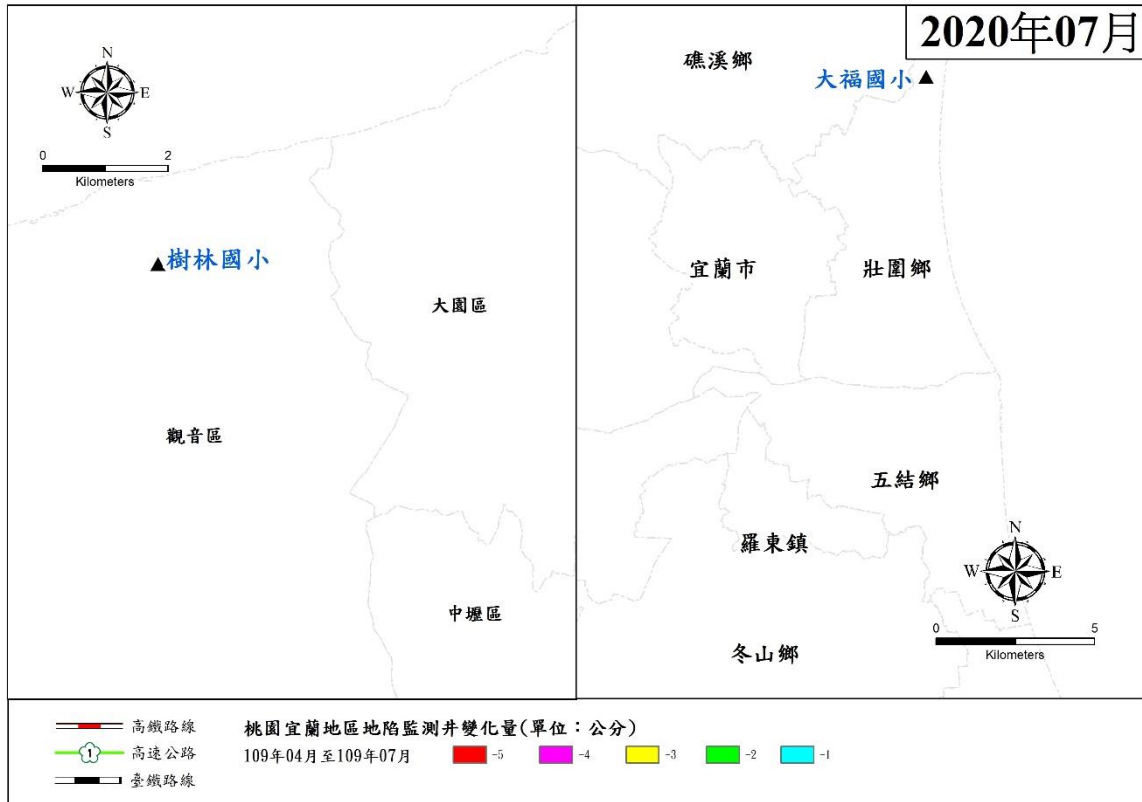 2020年07月
N
W
E
S
0
2
Kilometers
樹林國小
大園區
觀音區
中壢區
礁溪鄉
大福國小
宜蘭市
壯圍鄉
五結鄉
羅東鎮
冬山鄉
N
W
E
S
0
5
Kilometers
高鐵路線
1
高速公路
臺鐵路線
桃園宜蘭地區地陷監測井變化量(單位：公分)
109年04月至109年07月
-5
-4
-3
-2
-1